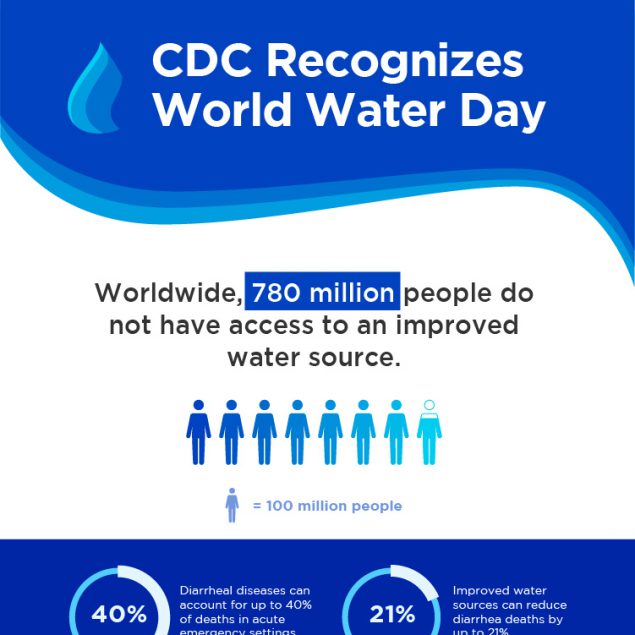 CDC Recognizes
World Water Day
Worldwide, 780 million people do
not have access to an improved
water source.
= 100 million people
40%
Diarrheal diseases can
account for up to 40%
of deaths in acute
emergency settings
21%
Improved water
sources can reduce
diarrhea deaths by
up to 21%